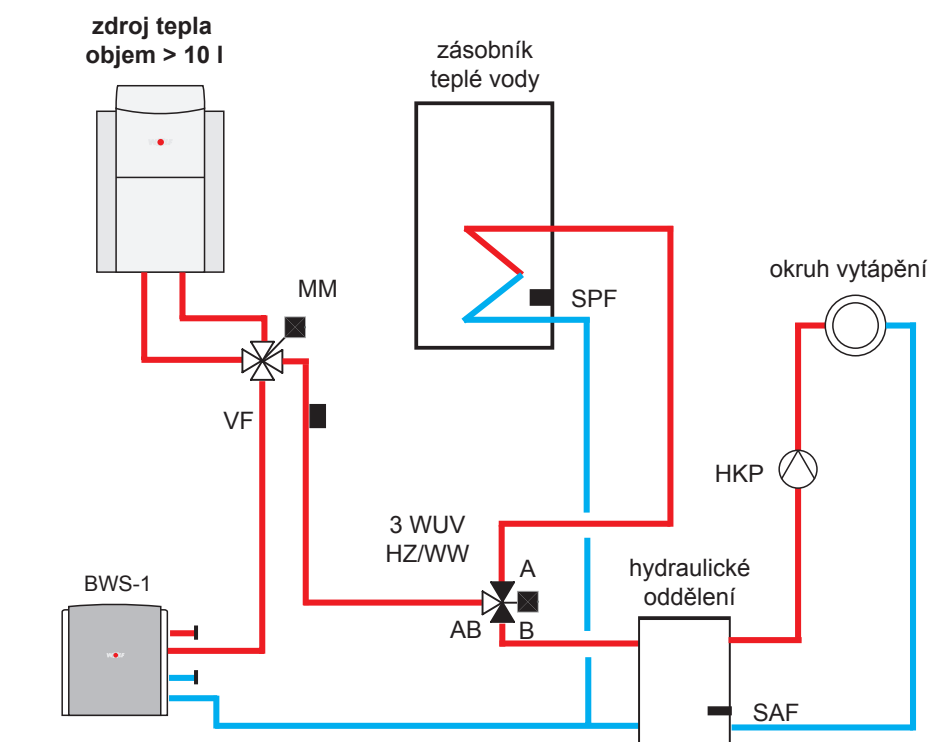 zdroj tepla
objem > 10 l
zásobník
teplé vody
MM
SPF
okruh vytápění
VF
HKP
3 WUV
HZ/WW
A
hydraulické
oddělení
BWS-1
AB
B
SAF